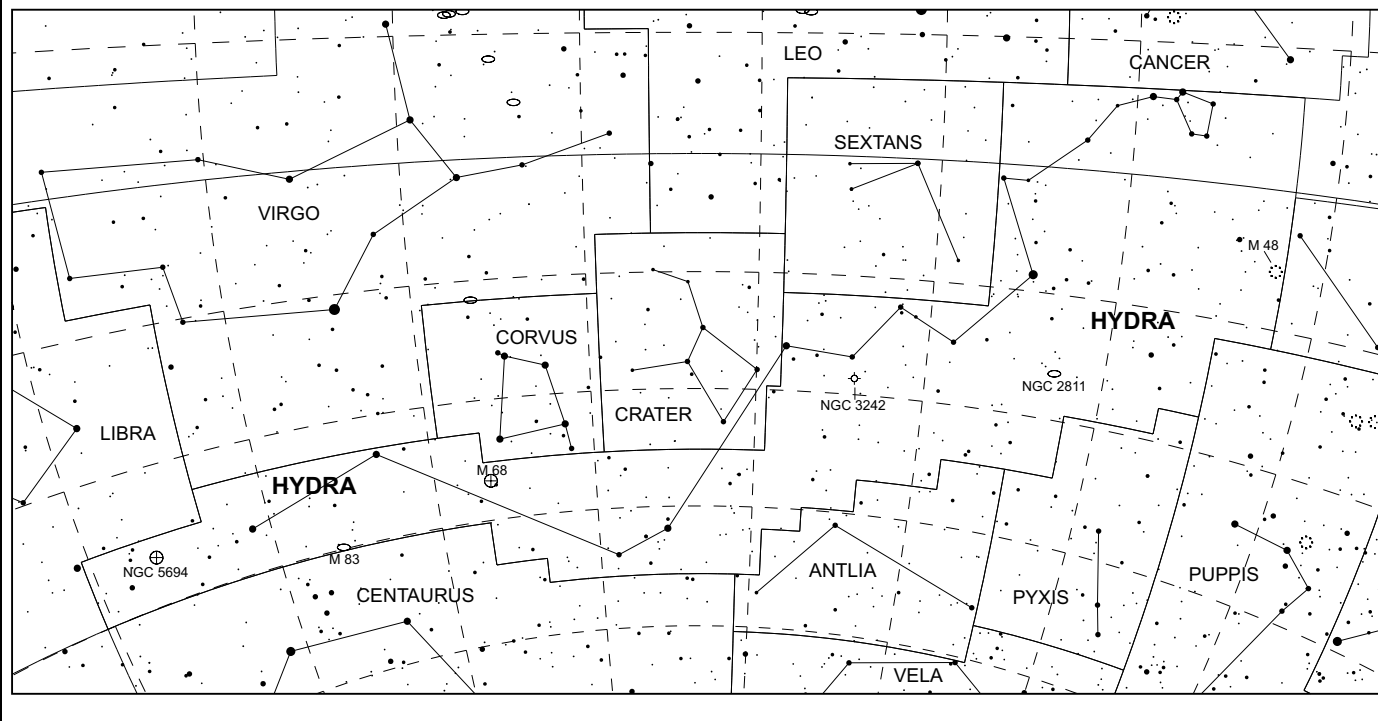 LEO
CANCER
SEXTANS
VIRGO
M 48
HYDRA
CORVUS
NGC 2811
NGC 3242
CRATER
LIBRA
M 68
HYDRA
M 83
NGC 5694
ANTLIA
PUPPIS
CENTAURUS
PYXIS
VELA